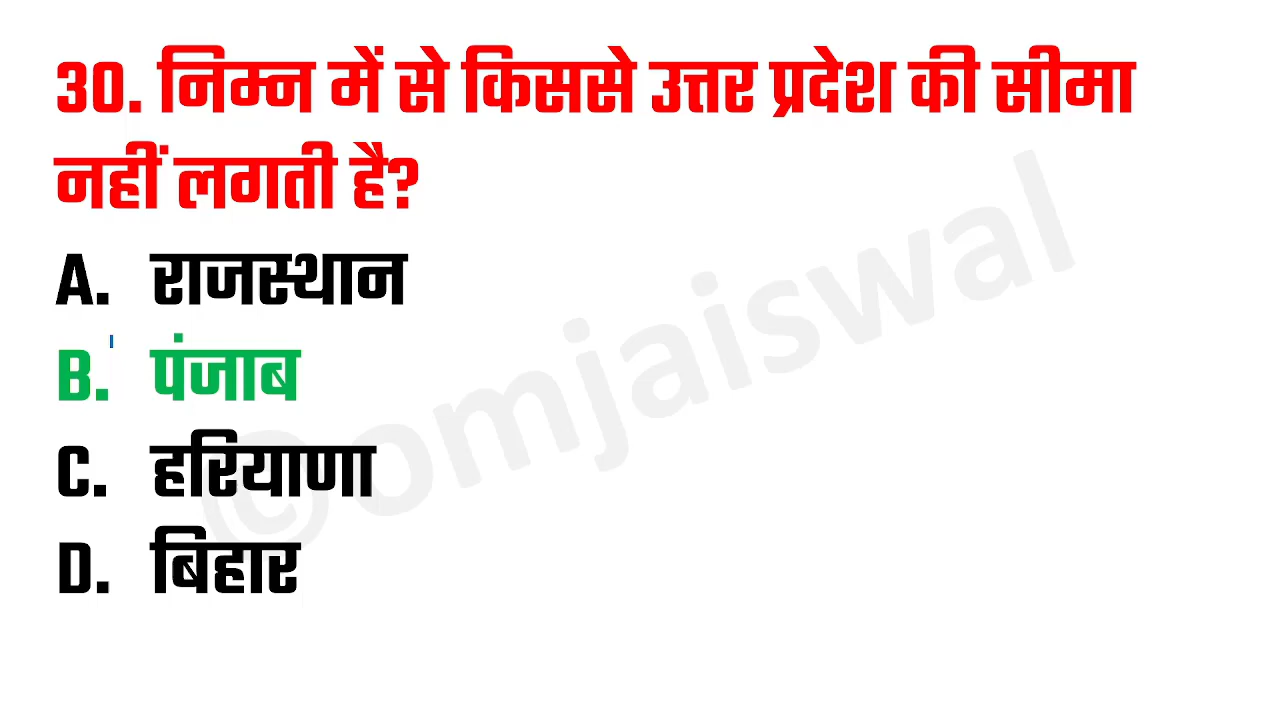 30. निम्न में से किससे उत्तर प्रदेश की सीमा
नहीं लगती है?
A. राजस्थान
B. पंजाब
C. हरियाणा
D. बिहार
©omjaiswal